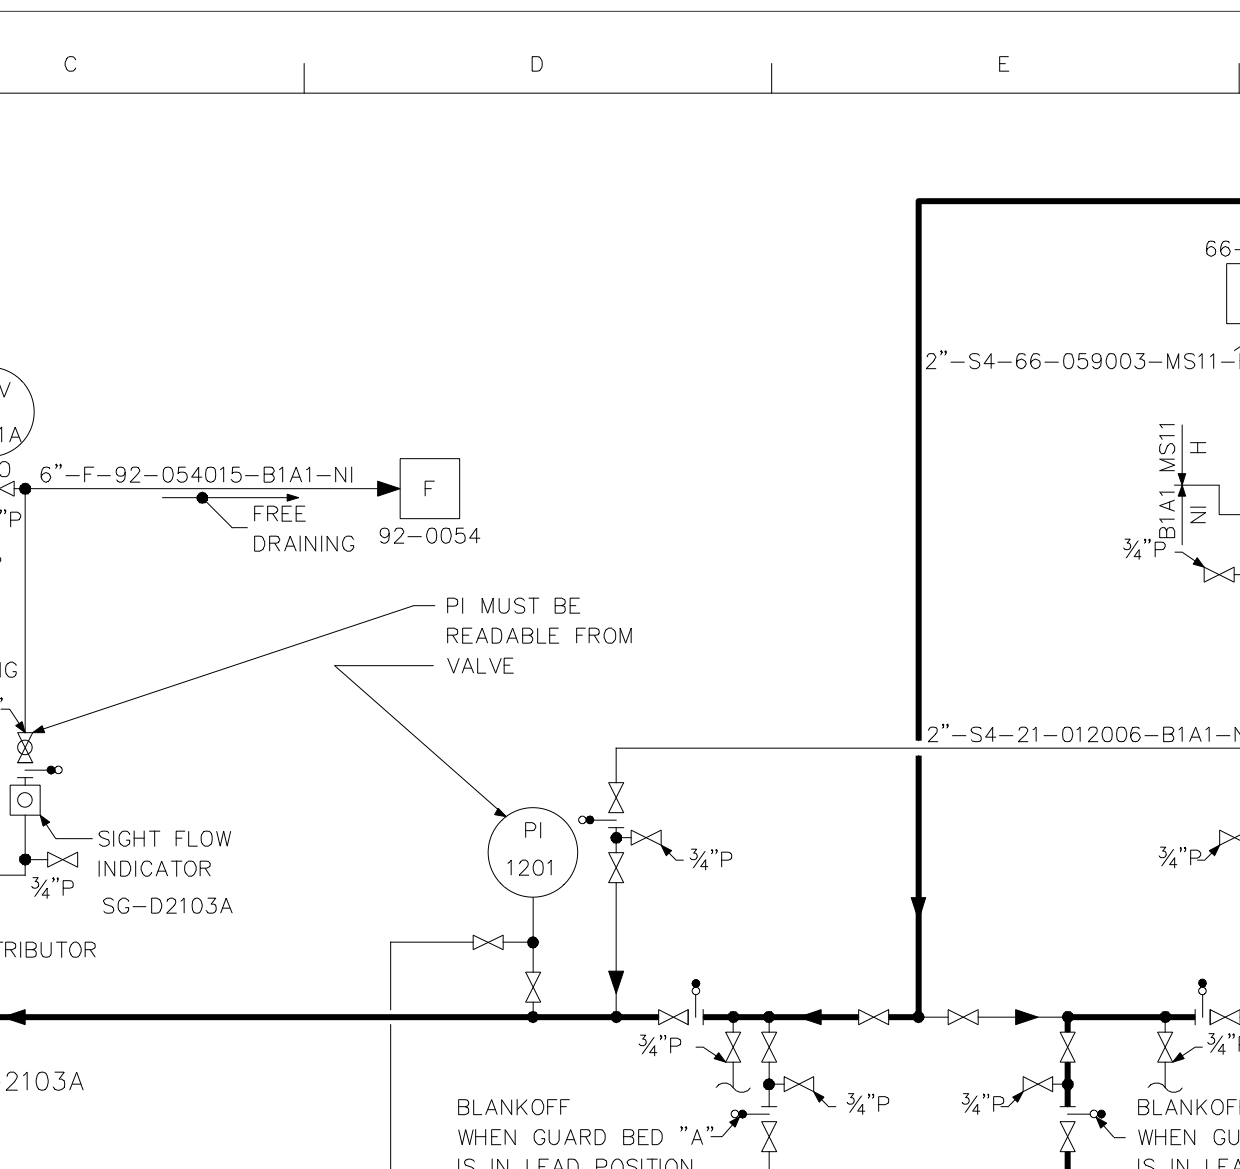 C
D
E
66-
2”-S4-66-059003-MS11-
V
1A
MS11
H
B1A1
NI
6”-F-92-054015-B1A1-NI
F
”P
FREE
DRAINING
92-0054
¾”P
PI MUST BE
READABLE FROM
VALVE
2”-S4-21-012006-B1A1-N
PI
1201
SIGHT FLOW
INDICATOR
¾”P
SG-D2103A
¾”P
¾”P
TRIBUTOR
¾”P
¾”P
2103A
BLANKOFF
WHEN GUARD BED ”A”
IS IN LEAD POSITION
¾”P
¾”P
BLANKOFF
WHEN GU
IS IN LEA